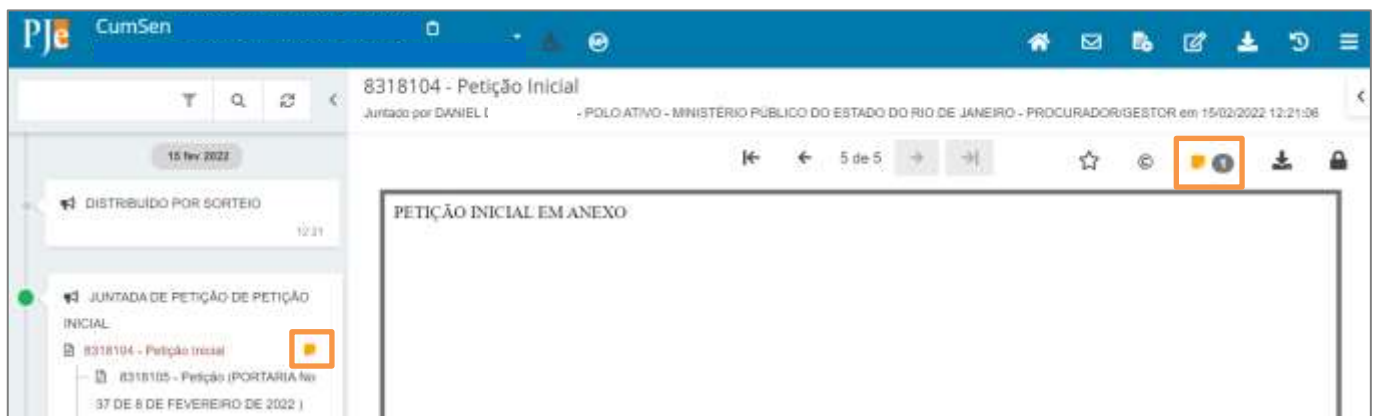 PJe CumSen
8318104 - Petição Inicial
Juntado por DANIEL - POLO ATIVO - MINISTÉRIO PÚBLICO DO ESTADO DO RIO DE JANEIRO - PROCURADOR/GESTOR em 15/02/2022 12:21:06
15 fev 2022
5 de 5
1
DISTRIBUÍDO POR SORTEIO
12:21
PETIÇÃO INICIAL EM ANEXO
JUNTADA DE PETIÇÃO DE PETIÇÃO
INICIAL
8318104 - Petição Inicial
8318105 - Petição (PORTARIA No
37 DE 8 DE FEVEREIRO DE 2022 )